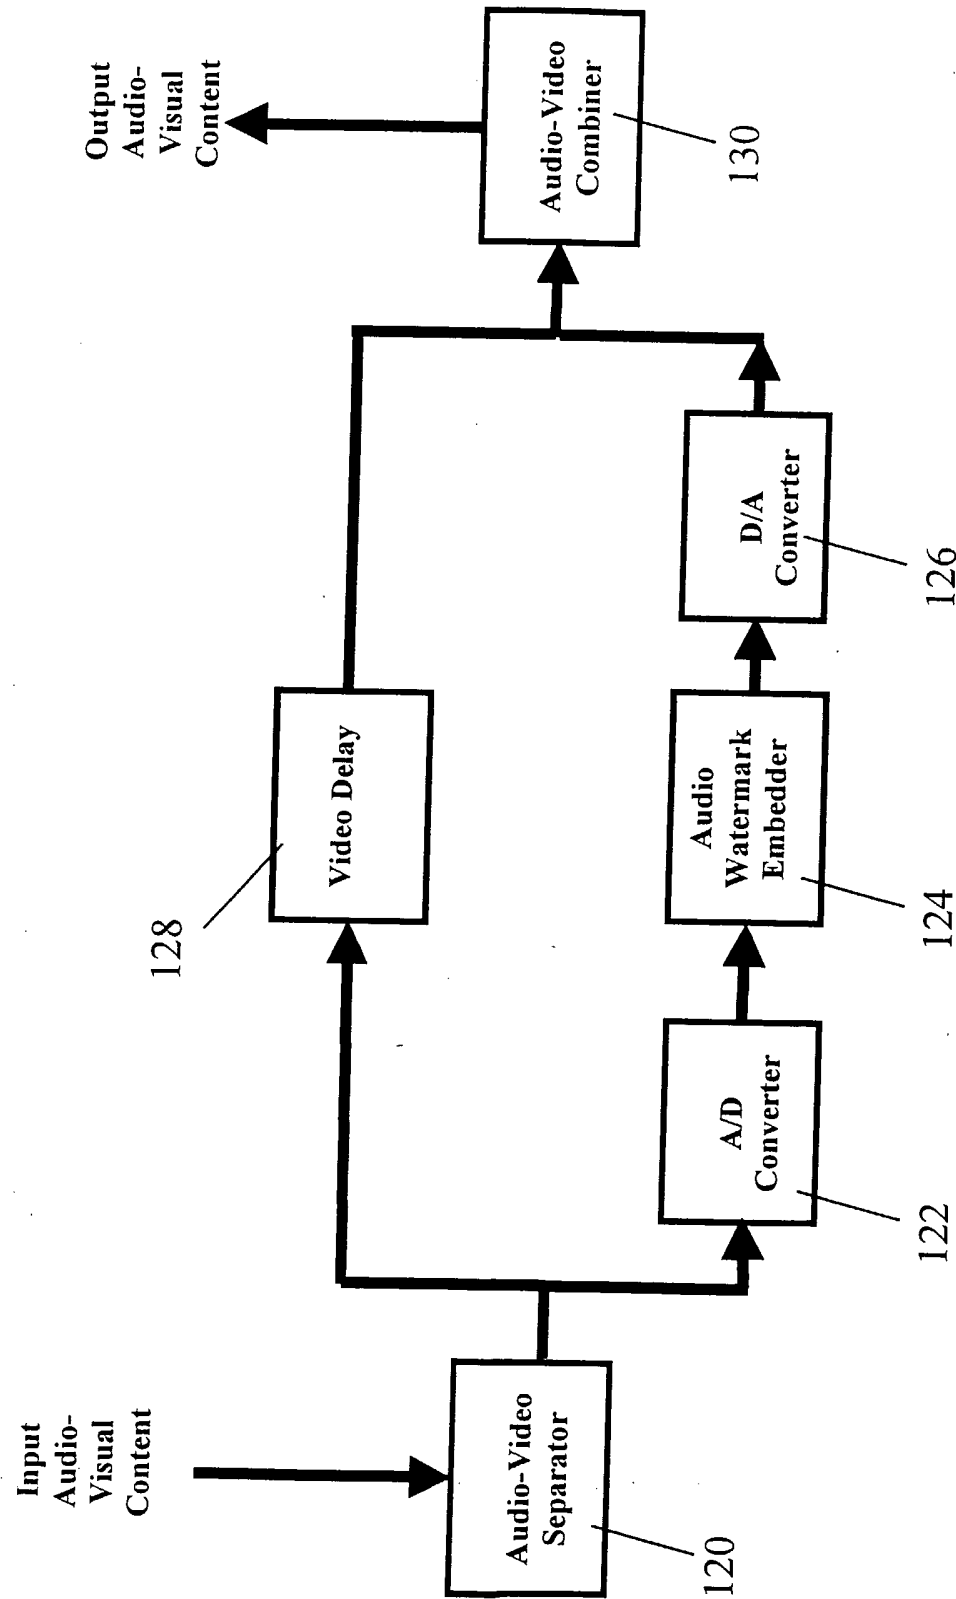 Input
Audio-
Visual
Content
Audio-Video
Separator
120
128
Video Delay
A/D
Converter
122
Audio
Watermark
Embedder
124
D/A
Converter
126
Audio-Video
Combiner
130
Output
Audio-
Visual
Content